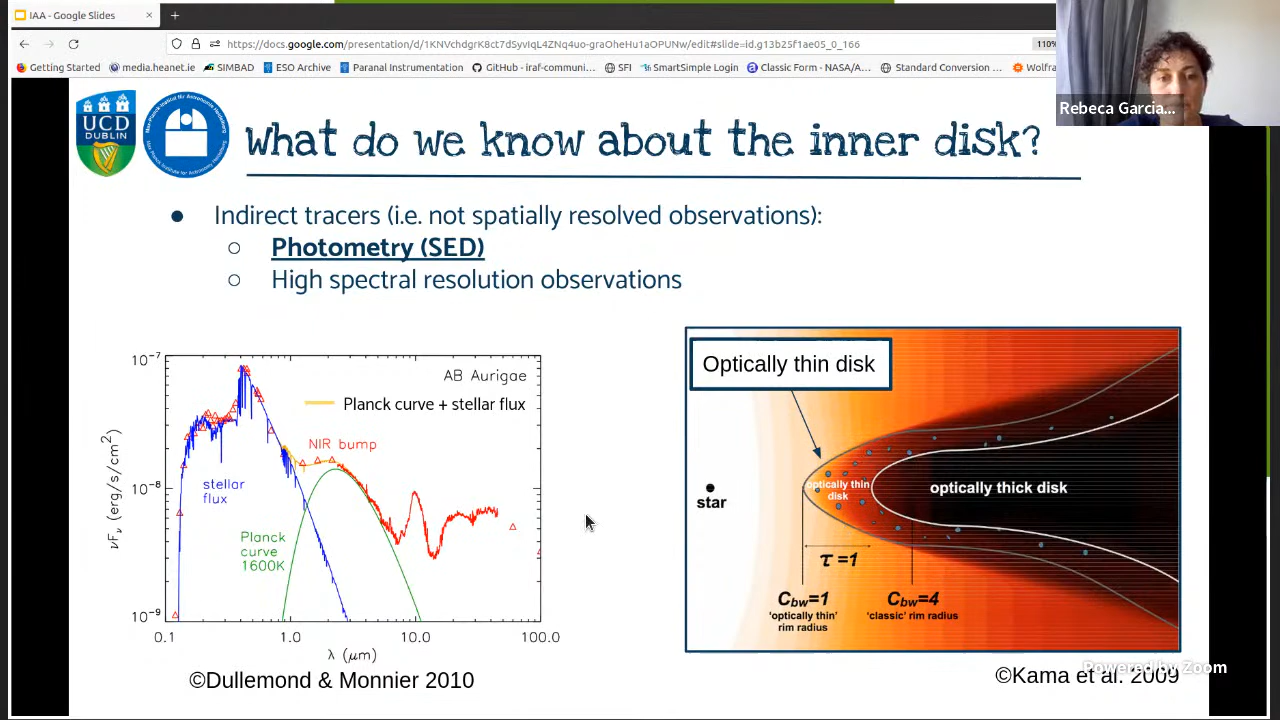 IAA - Google Slides
https://docs.google.com/presentation/d/1KNVchdgrK8ct7dSyvIqL4ZNq4uo-graOheHu1aOPUNw/edit#slide=id.g13b25f1ae05_0_166
110%
Getting Started
media.heanet.ie
SIMBAD
ESO Archive
Paranal Instrumentation
GitHub - iraf-communi...
SFI
SmartSimple Login
Classic Form - NASA/A...
Standard Conversion ...
Wolfra
Rebeca Garcia...
UCD
DUBLIN
What do we know about the inner disk?
● Indirect tracers (i.e. not spatially resolved observations):
○ Photometry (SED)
○ High spectral resolution observations
AB Aurigae
Planck curve + stellar flux
NIR bump
stellar
flux
Planck
curve
1600K
νFν (erg/s/cm²)
10⁻⁷
10⁻⁸
10⁻⁹
0.1 1.0 10.0 100.0
λ (μm)
©Dullemond & Monnier 2010
Optically thin disk
star
optically thin
disk
optically thick disk
τ=1
Cbw=1
'optically thin'
rim radius
Cbw=4
'classic' rim radius
©Kama et al. 2009
Powered by Zoom